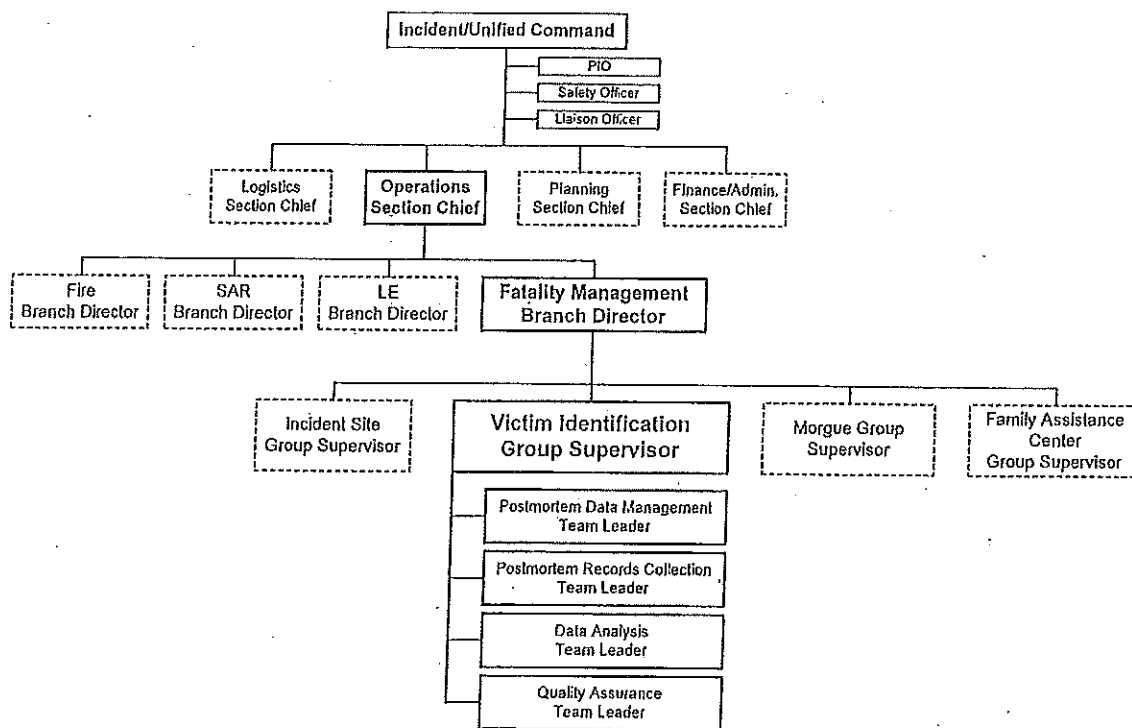 Incident/Unified Command
PIO
Safety Officer
Liaison Officer
Logistics
Section Chief
Operations
Section Chief
Planning
Section Chief
Finance/Admin.
Section Chief
Fire
Branch Director
SAR
Branch Director
LE
Branch Director
Fatality Management
Branch Director
Incident Site
Group Supervisor
Victim Identification
Group Supervisor
Morgue Group
Supervisor
Family Assistance
Center
Group Supervisor
Postmortem Data Management
Team Leader
Postmortem Records Collection
Team Leader
Data Analysis
Team Leader
Quality Assurance
Team Leader